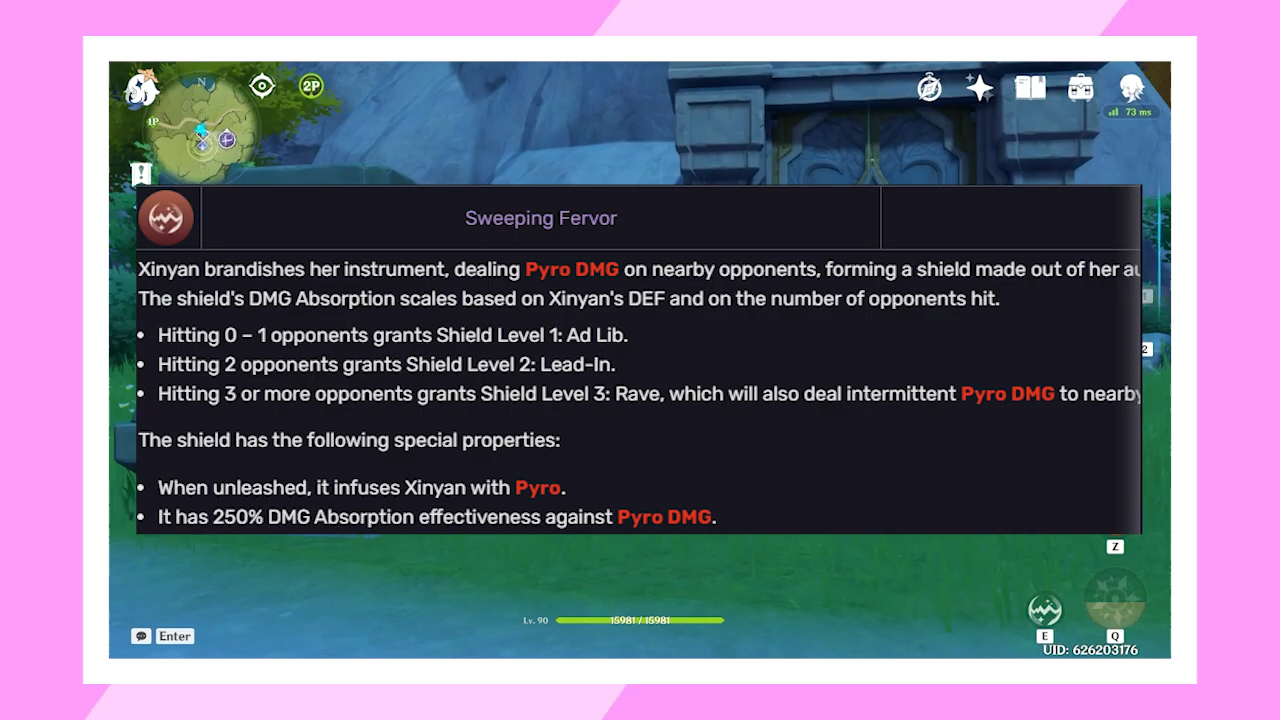 N
2P
1P
73 ms
Sweeping Fervor
Xinyan brandishes her instrument, dealing Pyro DMG on nearby opponents, forming a shield made out of her
The shield's DMG Absorption scales based on Xinyan's DEF and on the number of opponents hit.
• Hitting 0 – 1 opponents grants Shield Level 1: Ad Lib.
• Hitting 2 opponents grants Shield Level 2: Lead-In.
2
• Hitting 3 or more opponents grants Shield Level 3: Rave, which will also deal intermittent Pyro DMG to nearby
The shield has the following special properties:
• When unleashed, it infuses Xinyan with Pyro.
• It has 250% DMG Absorption effectiveness against Pyro DMG.
Z
Lv. 90
15981 / 15981
Enter
E
Q
UID: 626203176